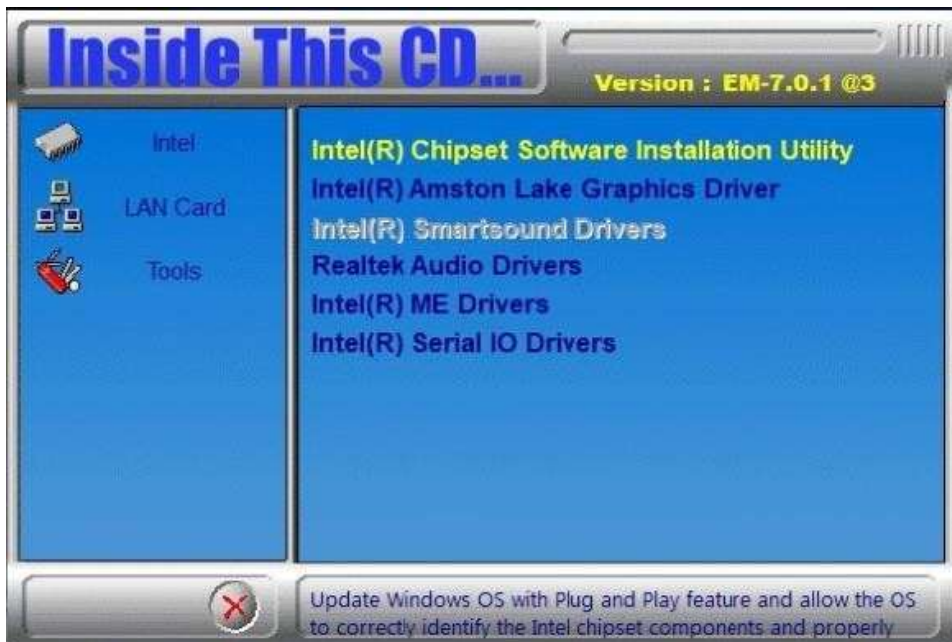 Inside This CD...
Version : EM-7.0.1 @3
Intel
LAN Card
Tools
Intel(R) Chipset Software Installation Utility
Intel(R) Amston Lake Graphics Driver
Intel(R) Smartsound Drivers
Realtek Audio Drivers
Intel(R) ME Drivers
Intel(R) Serial IO Drivers
Update Windows OS with Plug and Play feature and allow the OS
to correctly identify the Intel chipset components and properly